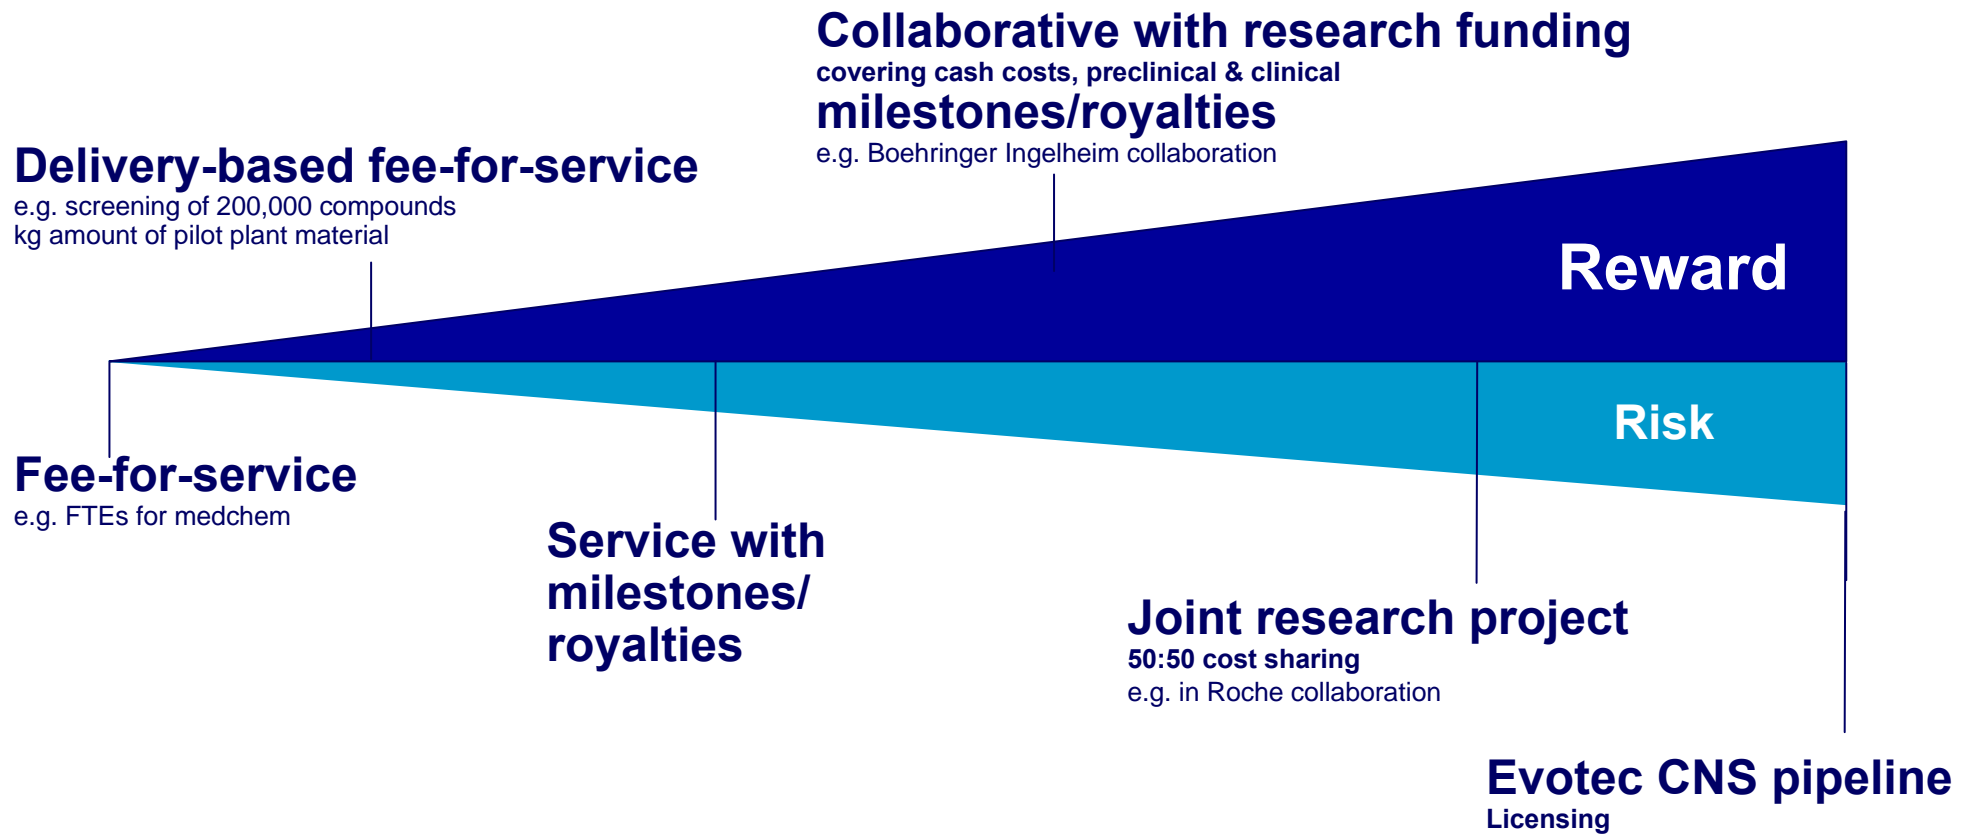 Collaborative with research funding
covering cash costs, preclinical & clinical
milestones/royalties
e.g. Boehringer Ingelheim collaboration
Delivery-based fee-for-service
e.g. screening of 200,000 compounds
kg amount of pilot plant material
Reward
Risk
Fee-for-service
e.g. FTEs for medchem
Service with
milestones/
royalties
Joint research project
50:50 cost sharing
e.g. in Roche collaboration
Evotec CNS pipeline
Licensing